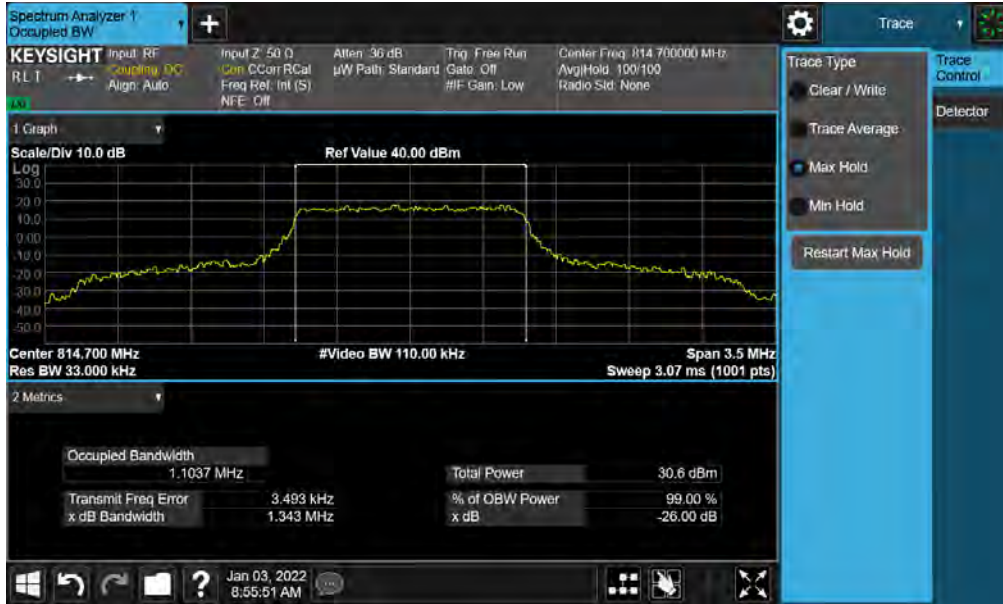 Spectrum Analyzer 1
Occupied BW
Trace
KEYSIGHT
RLT
Input: RF
Coupling: DC
Align: Auto
Input Z: 50 Ω
Corr CCorr RCal
Freq Ref: Int (S)
NFE: Off
Atten: 36 dB
µW Path: Standard
Trig: Free Run
Gate: Off
#IF Gain: Low
Center Freq: 814.700000 MHz
Avg|Hold: 100/100
Radio Std: None
1 Graph
Scale/Div 10.0 dB
Ref Value 40.00 dBm
Log
30.0
20.0
10.0
0.00
-10.0
-20.0
-30.0
-40.0
-50.0
Center 814.700 MHz
#Video BW 110.00 kHz
Span 3.5 MHz
Res BW 33.000 kHz
Sweep 3.07 ms (1001 pts)
2 Metrics
Occupied Bandwidth
1.1037 MHz
Total Power 30.6 dBm
Transmit Freq Error 3.493 kHz
% of OBW Power 99.00 %
x dB Bandwidth 1.343 MHz
x dB -26.00 dB
Trace Type
Clear / Write
Trace Average
Max Hold
Min Hold
Restart Max Hold
Trace
Control
Detector
?
Jan 03, 2022
8:55:51 AM